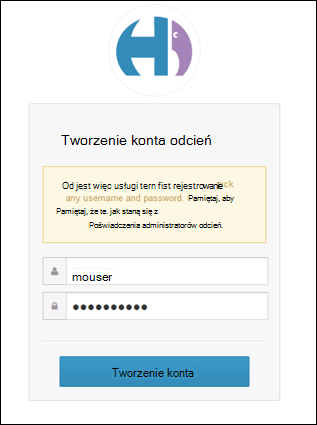 Tworzenie konta odcień
Od jest więc usługi tern fist rejestrowanie ick
any username and password. Pamiętaj, aby
Pamiętaj, że te. jak staną się z
Poświadczenia administratorów odcień.
mouser
Tworzenie konta